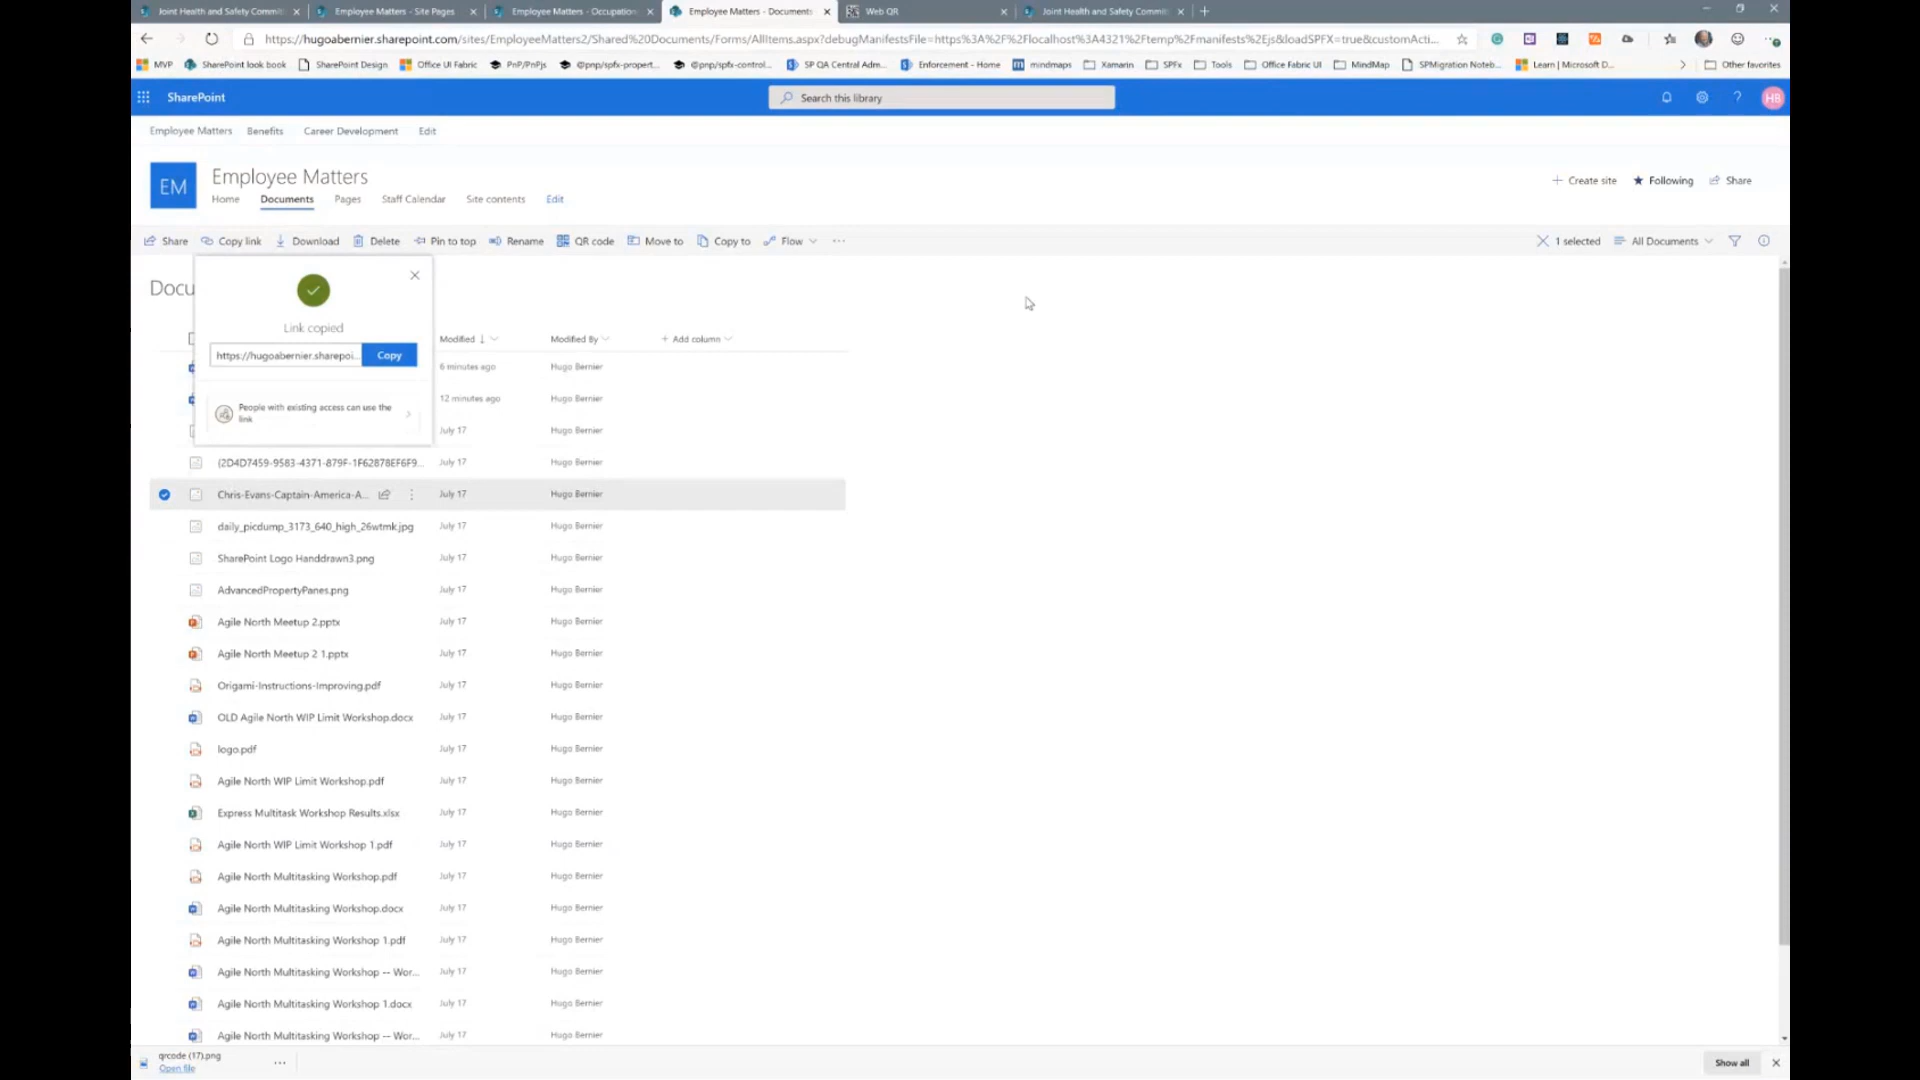 Joint Health and Safety Commit
Employee Matters - Site Pages
Employee Matters - Occupation
Employee Matters - Documents
Web QR
Joint Health and Safety Commit
https://hugoabernier.sharepoint.com/sites/EmployeeMatters2/Shared%20Documents/Forms/AllItems.aspx?debugManifestsFile=https%3A%2F%2Flocalhost%3A4321%2Ftemp%2Fmanifests%2Ejs&loadSPFX=true&customActi...
MVP
SharePoint look book
SharePoint Design
Office UI Fabric
PnP/PnPjs
@pnp/spfx-propert...
@pnp/spfx-control...
SP QA Central Adm...
Enforcement - Home
mindmaps
Xamarin
SPFx
Tools
Office Fabric UI
MindMap
SPMigration Noteb...
Learn | Microsoft D...
Other favorites
SharePoint
Search this library
HB
Employee Matters
Benefits
Career Development
Edit
EM
Employee Matters
Home
Documents
Pages
Staff Calendar
Site contents
Edit
+ Create site
Following
Share
Share
Copy link
Download
Delete
Pin to top
Rename
QR code
Move to
Copy to
Flow
1 selected
All Documents
Docu
Link copied
https://hugoabernier.sharepoi...
Copy
People with existing access can use the
link
Modified
Modified By
+ Add column
6 minutes ago Hugo Bernier
12 minutes ago Hugo Bernier
July 17 Hugo Bernier
(2D4D7459-9583-4371-879F-1F62878EF6F9... July 17 Hugo Bernier
Chris-Evans-Captain-America-A... July 17 Hugo Bernier
daily_picdump_3173_640_high_26wtmk.jpg July 17 Hugo Bernier
SharePoint Logo Handdrawn3.png July 17 Hugo Bernier
AdvancedPropertyPanes.png July 17 Hugo Bernier
Agile North Meetup 2.pptx July 17 Hugo Bernier
Agile North Meetup 2 1.pptx July 17 Hugo Bernier
Origami-Instructions-Improving.pdf July 17 Hugo Bernier
OLD Agile North WIP Limit Workshop.docx July 17 Hugo Bernier
logo.pdf July 17 Hugo Bernier
Agile North WIP Limit Workshop.pdf July 17 Hugo Bernier
Express Multitask Workshop Results.xlsx July 17 Hugo Bernier
Agile North WIP Limit Workshop 1.pdf July 17 Hugo Bernier
Agile North Multitasking Workshop.pdf July 17 Hugo Bernier
Agile North Multitasking Workshop.docx July 17 Hugo Bernier
Agile North Multitasking Workshop 1.pdf July 17 Hugo Bernier
Agile North Multitasking Workshop -- Wor... July 17 Hugo Bernier
Agile North Multitasking Workshop 1.docx July 17 Hugo Bernier
Agile North Multitasking Workshop -- Wor... July 17 Hugo Bernier
qrcode (17).png
Open file
Show all